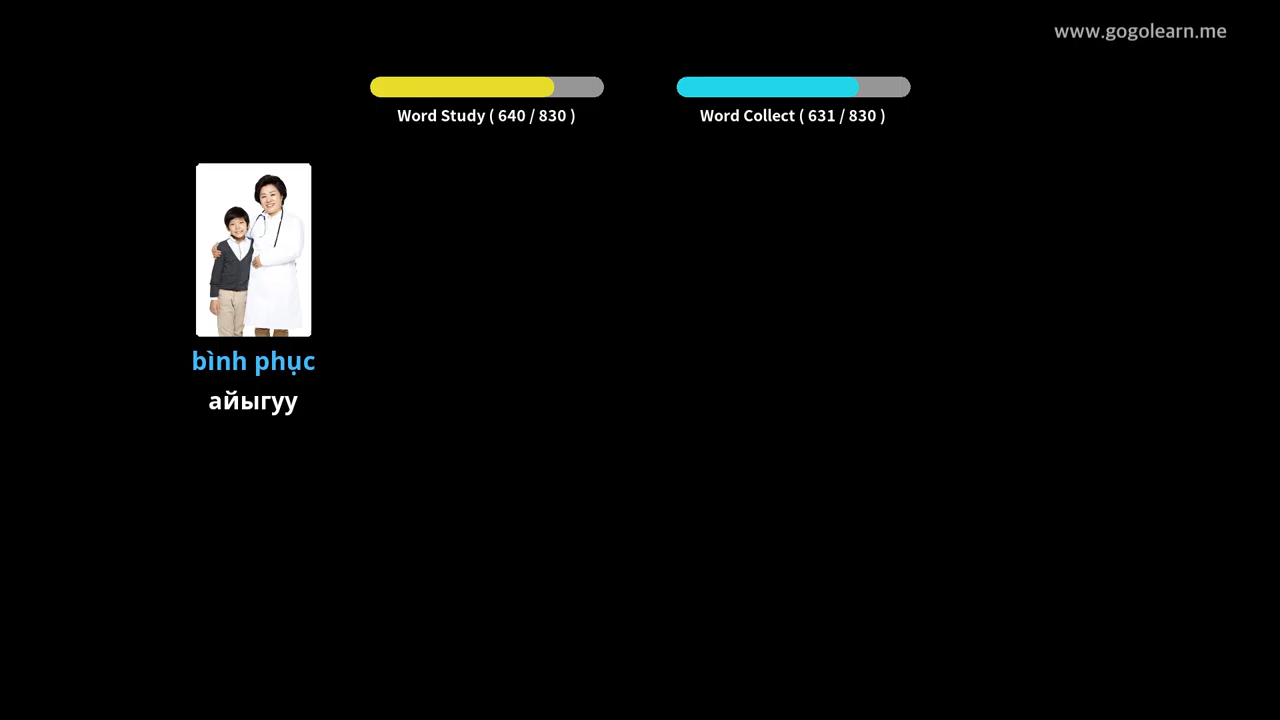 www.gogolearn.me
Word Study ( 640 / 830 )
Word Collect ( 631 / 830 )
bình phục
айыгуу